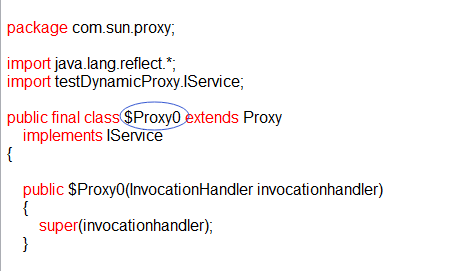 package com.sun.proxy;
import java.lang.reflect.*;
import testDynamicProxy.IService;
public final class $Proxy0 extends Proxy
implements IService
{
public $Proxy0(InvocationHandler invocationhandler)
{
super(invocationhandler);
}